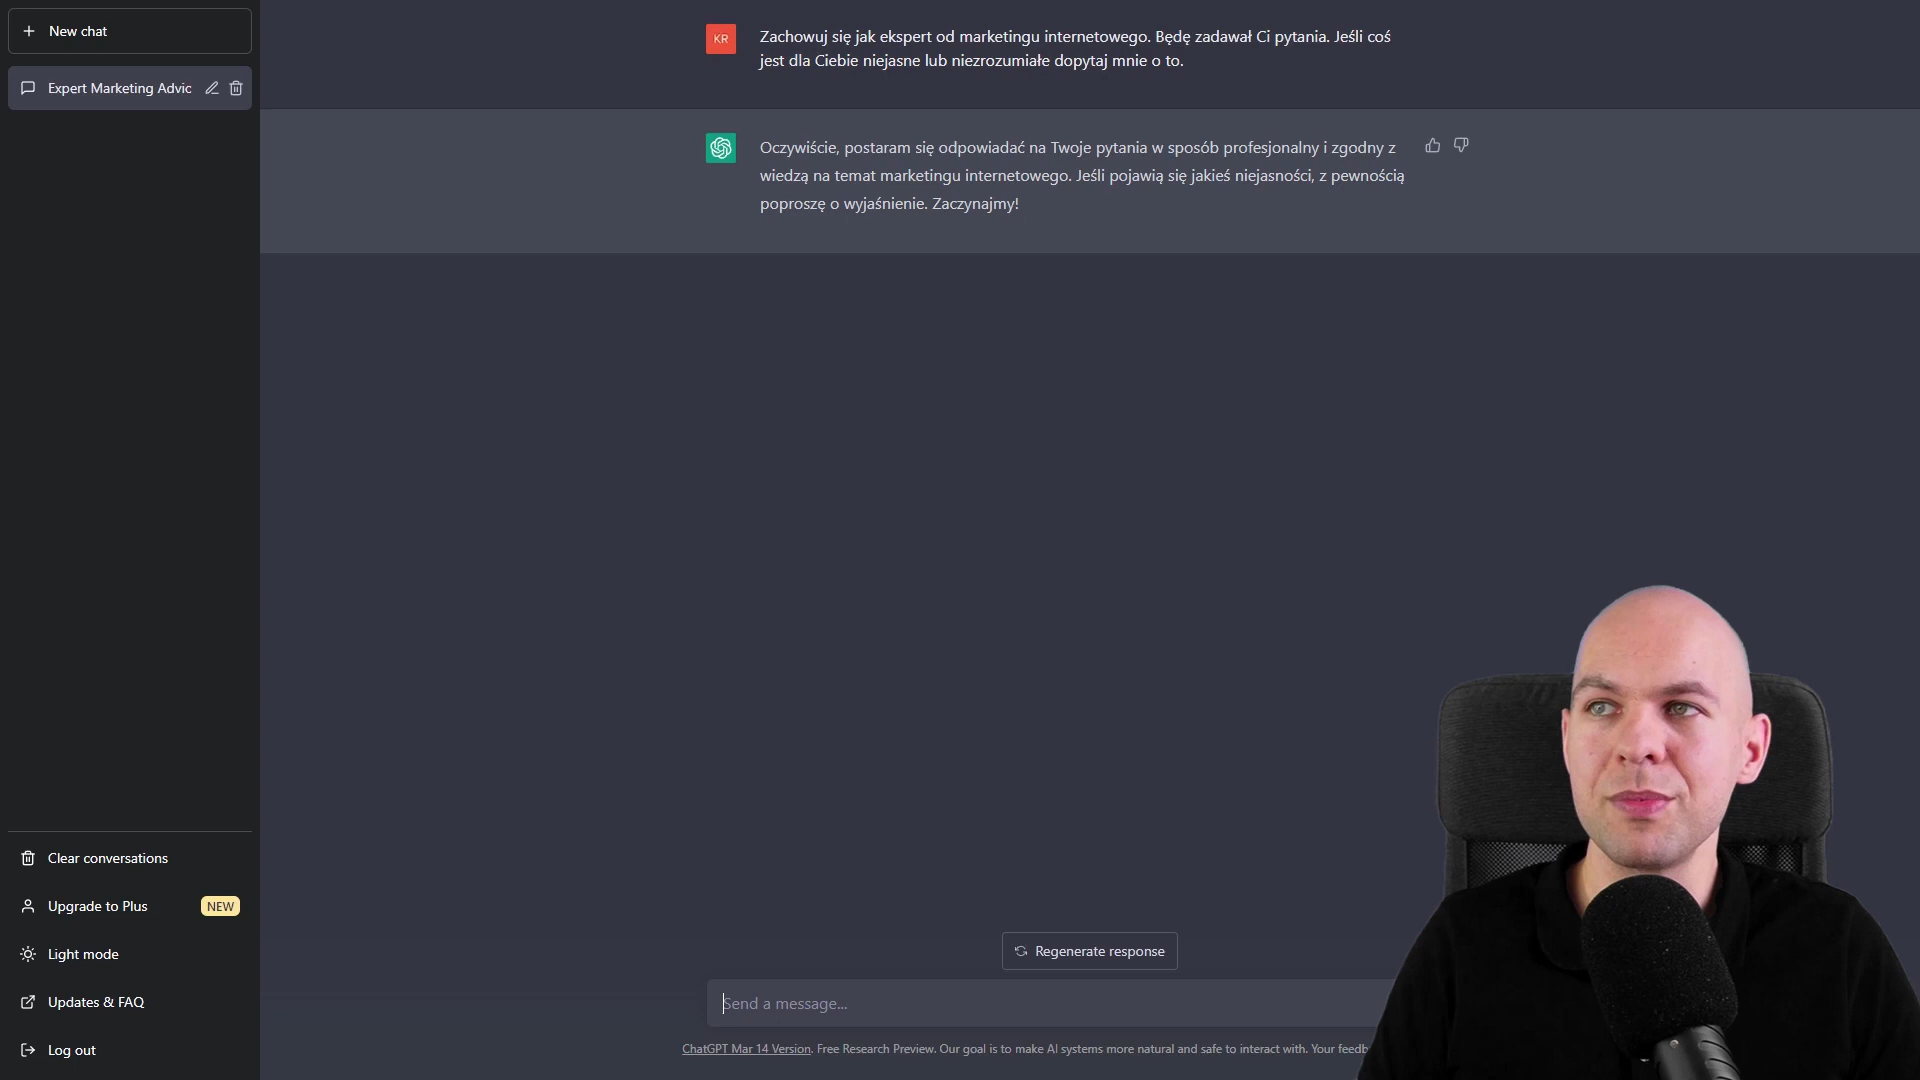 New chat
Expert Marketing Advic
KR
Zachowuj się jak ekspert od marketingu internetowego. Będę zadawał Ci pytania. Jeśli coś
jest dla Ciebie niejasne lub niezrozumiałe dopytaj mnie o to.
Oczywiście, postaram się odpowiadać na Twoje pytania w sposób profesjonalny i zgodny z
wiedzą na temat marketingu internetowego. Jeśli pojawią się jakieś niejasności, z pewnością
poproszę o wyjaśnienie. Zaczynajmy!
Clear conversations
Upgrade to Plus NEW
Light mode
Updates & FAQ
Log out
Regenerate response
Send a message...
ChatGPT Mar 14 Version. Free Research Preview. Our goal is to make AI systems more natural and safe to interact with. Your feedb